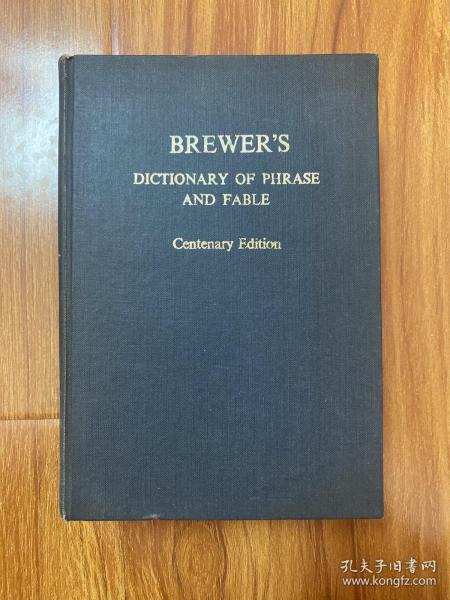 BREWER'S
DICTIONARY OF PHRASE
AND FABLE
Centenary Edition
孔夫子旧书网
www.kongfz.com